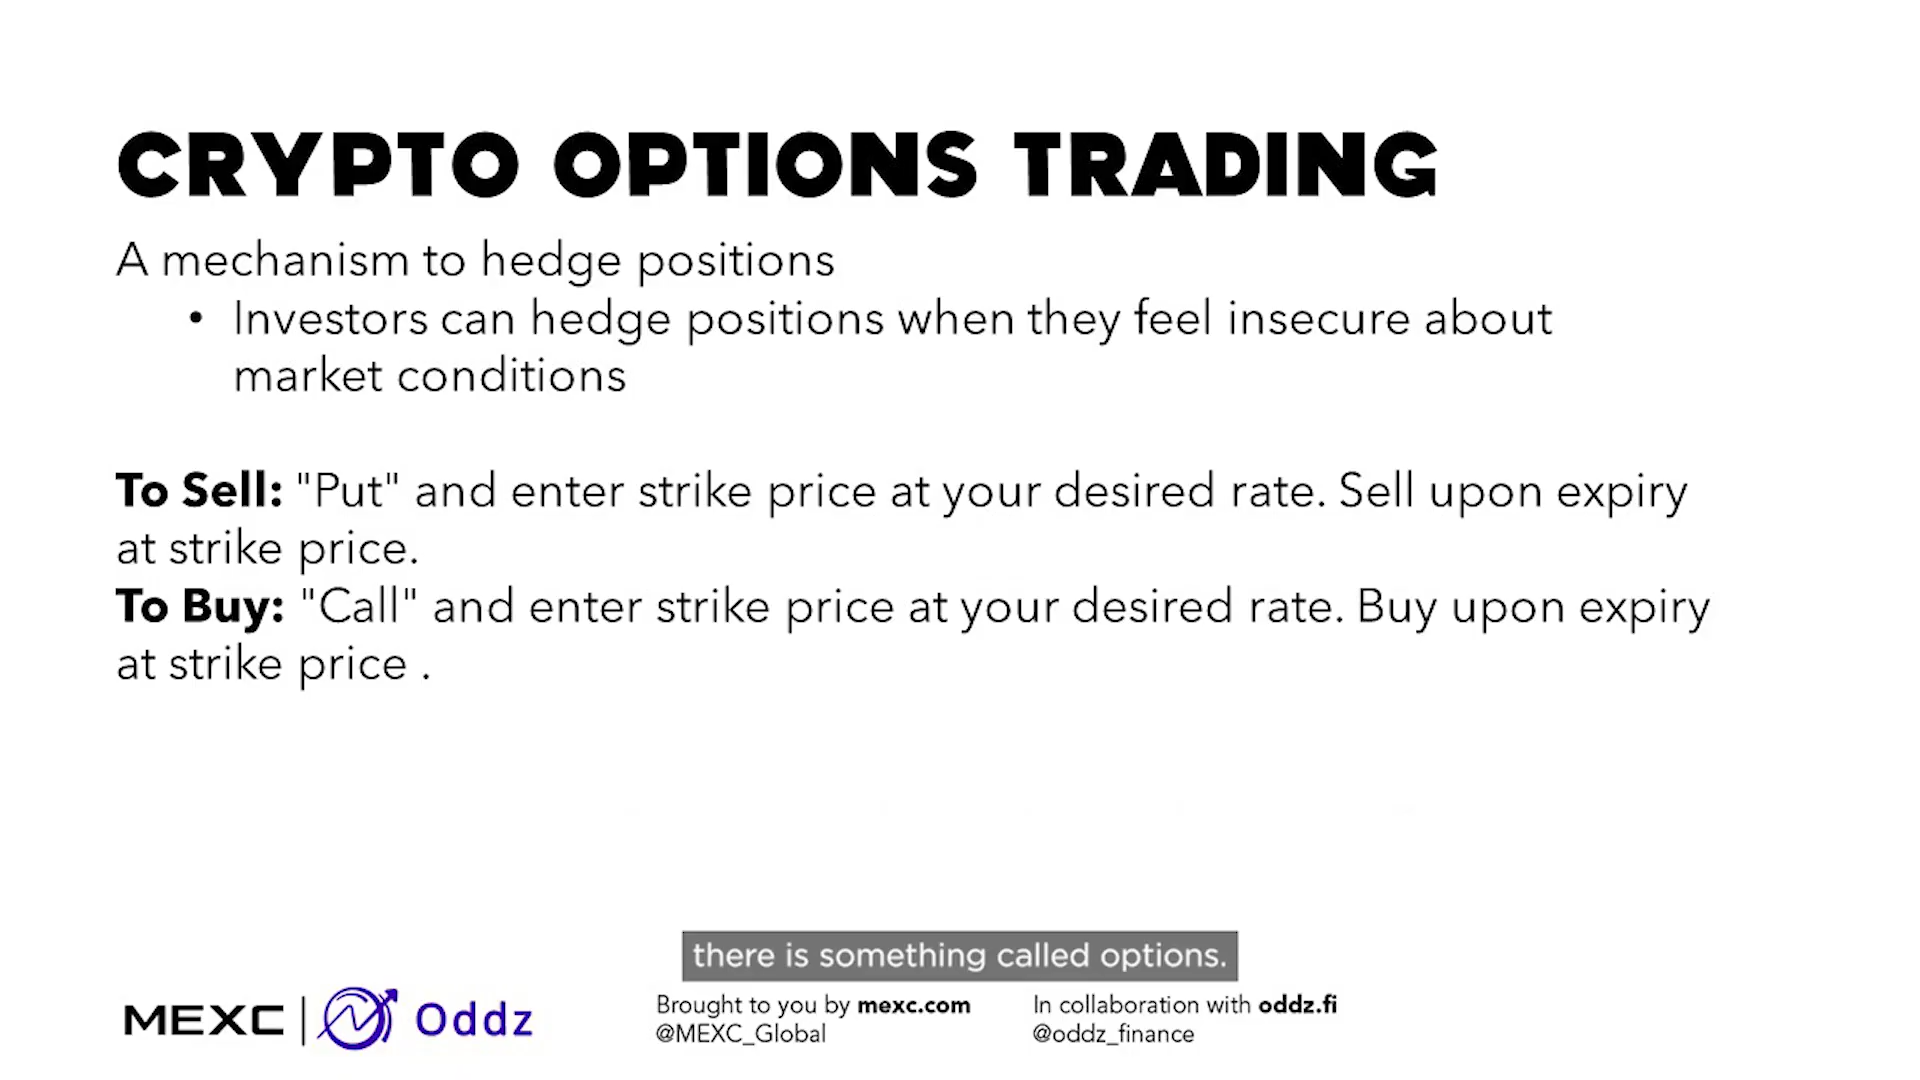 CRYPTO OPTIONS TRADING
A mechanism to hedge positions
• Investors can hedge positions when they feel insecure about
market conditions
To Sell: "Put" and enter strike price at your desired rate. Sell upon expiry
at strike price.
To Buy: "Call" and enter strike price at your desired rate. Buy upon expiry
at strike price .
there is something called options.
MEXC | Oddz
Brought to you by mexc.com
@MEXC_Global
In collaboration with oddz.fi
@oddz_finance